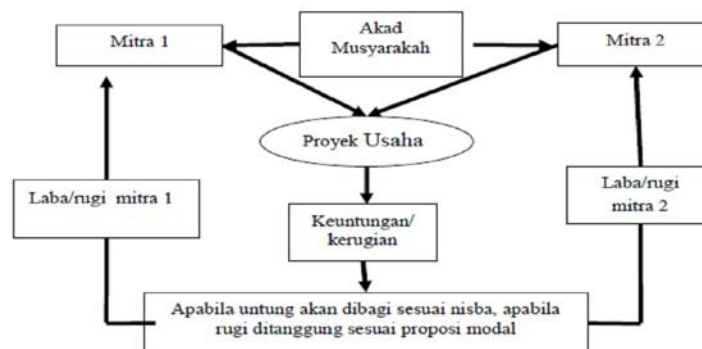 Mitra 1
Akad
Musyarakah
Mitra 2
Proyek Usaha
Laba/rugi mitra 1
Keuntungan/
kerugian
Laba/rugi
mitra 2
Apabila untung akan dibagi sesuai nisba, apabila
rugi ditanggung sesuai proposi modal